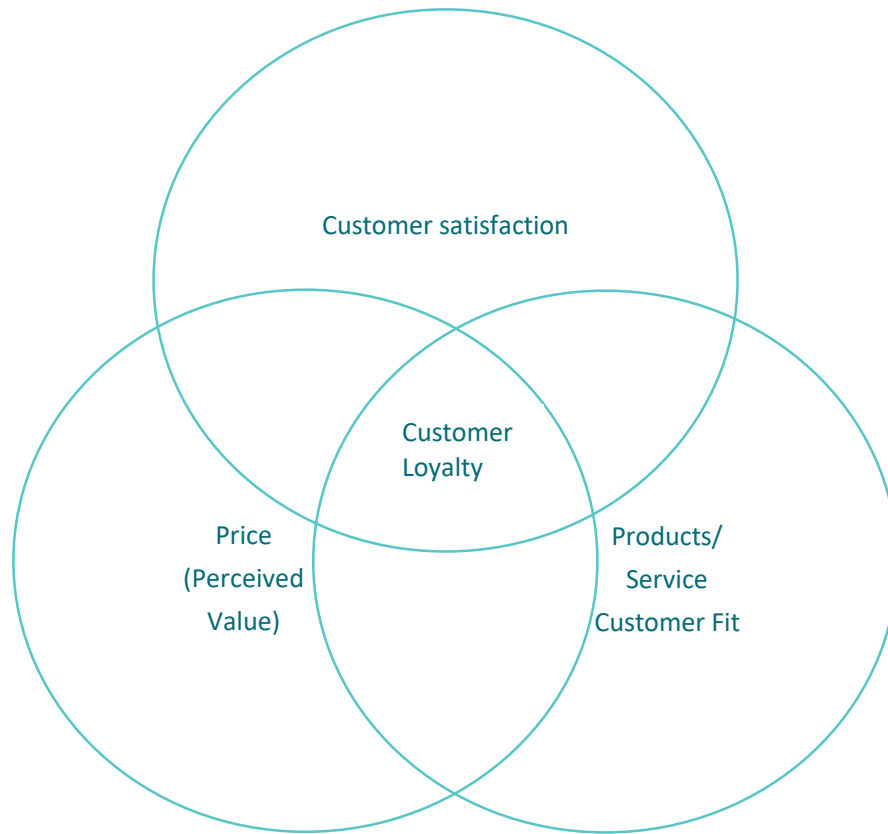 Customer satisfaction
Customer
Loyalty
Price
(Perceived
Value)
Products/
Service
Customer Fit